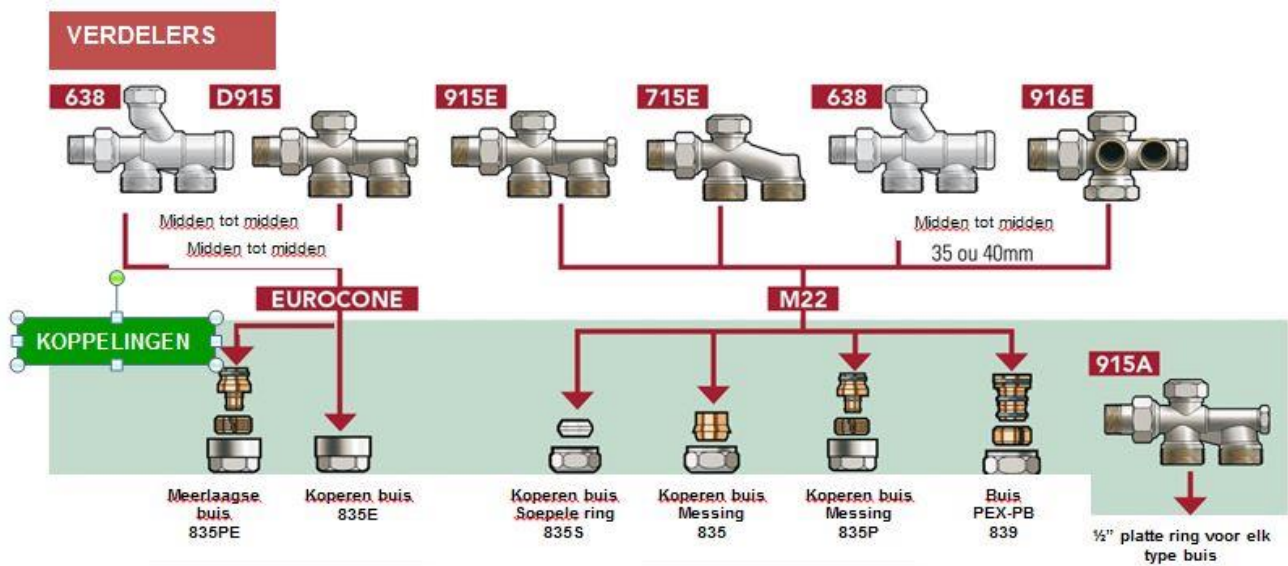 VERDELERS
638
D915
915E
715E
638
916E
Midden tot midden
Midden tot midden
Midden tot midden
35 ou 40mm
EUROCONE
M22
KOPPELINGEN
915A
Meerlaagse
buis
835PE
Koperen buis
835E
Koperen buis
Soepele ring
835S
Koperen buis
Messing
835
Koperen buis
Messing
835P
Buis
PEX-PB
839
½” platte ring voor elk
type buis